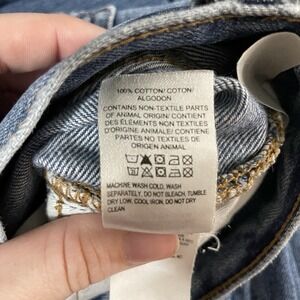 100% COTTON/ COTON/
ALGODON
CONTAINS NON-TEXTILE PARTS
OF ANIMAL ORIGIN/ CONTIENT
DES ÉLÉMENTS NON TEXTILES
D'ORIGINE ANIMALE/ CONTIENE
PARTES NO TEXTILES DE
ORIGEN ANIMAL
MACHINE WASH COLD, WASH
SEPARATELY, DO NOT BLEACH, TUMBLE
DRY LOW, COOL IRON, DO NOT DRY
CLEAN